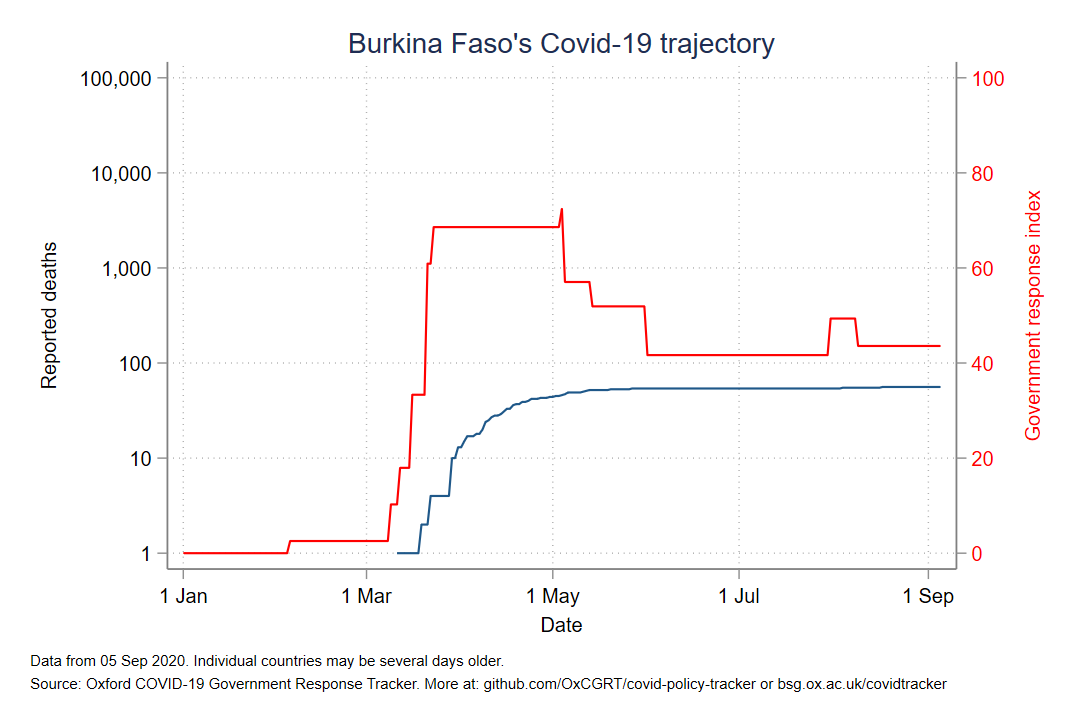 Burkina Faso's Covid-19 trajectory
100,000
10,000
1,000
100
10
1
Reported deaths
100
80
60
40
20
0
Government response index
1 Jan
1 Mar
1 May
1 Jul
1 Sep
Date
Data from 05 Sep 2020. Individual countries may be several days older.
Source: Oxford COVID-19 Government Response Tracker. More at: github.com/OxCGRT/covid-policy-tracker or bsg.ox.ac.uk/covidtracker